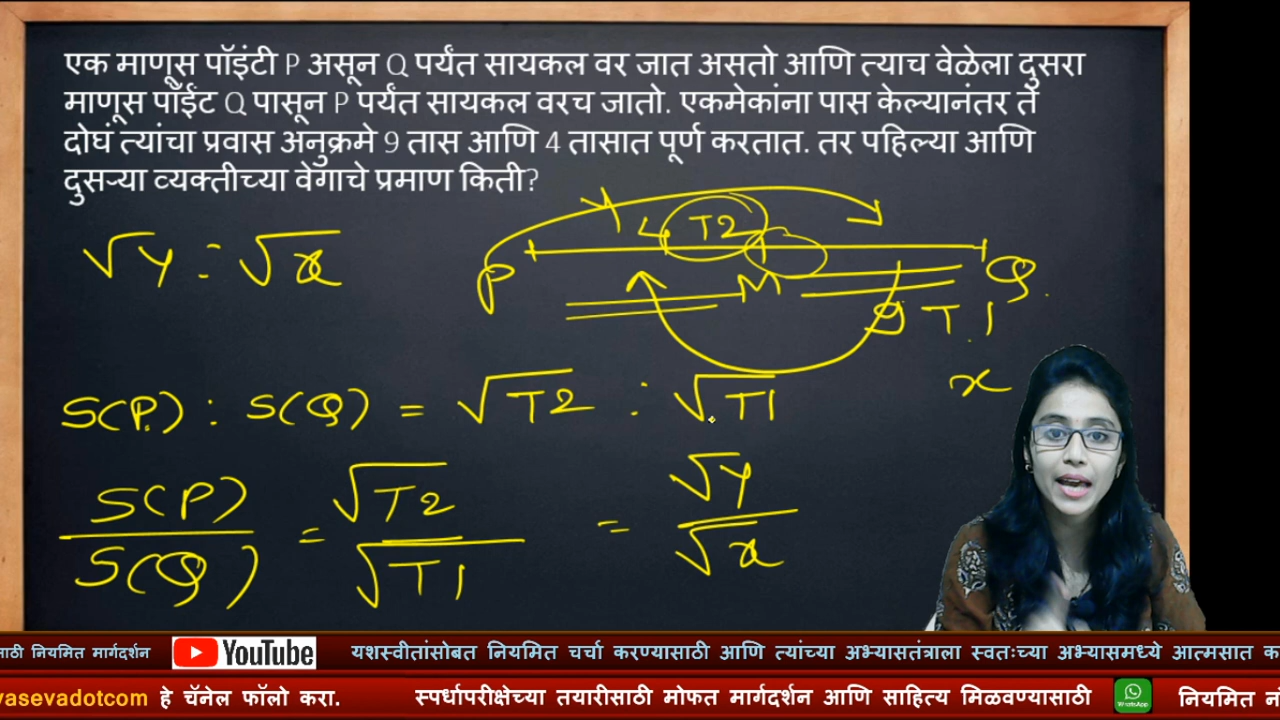 एक माणूस पॉइंटी P असून Q पर्यंत सायकल वर जात असतो आणि त्याच वेळेला दुसरा
माणूस पॉईंट Q पासून P पर्यंत सायकल वरच जातो. एकमेकांना पास केल्यानंतर ते
दोघं त्यांचा प्रवास अनुक्रमे 9 तास आणि 4 तासात पूर्ण करतात. तर पहिल्या आणि
दुसऱ्या व्यक्तीच्या वेगाचे प्रमाण किती?
√y : √x
4 T2
P M Q
9 T1
x
S(P) : S(Q) = √T2 : √T1
S(P)/S(Q) = √T2/√T1 = √y/√x
साठी नियमित मार्गदर्शन YouTube यशस्वीतांसोबत नियमित चर्चा करण्यासाठी आणि त्यांच्या अभ्यासतंत्राला स्वतःच्या अभ्यासमध्ये आत्मसात क
vasevadotcom हे चॅनेल फॉलो करा. स्पर्धापरीक्षेच्या तयारीसाठी मोफत मार्गदर्शन आणि साहित्य मिळवण्यासाठी WhatsApp नियमित